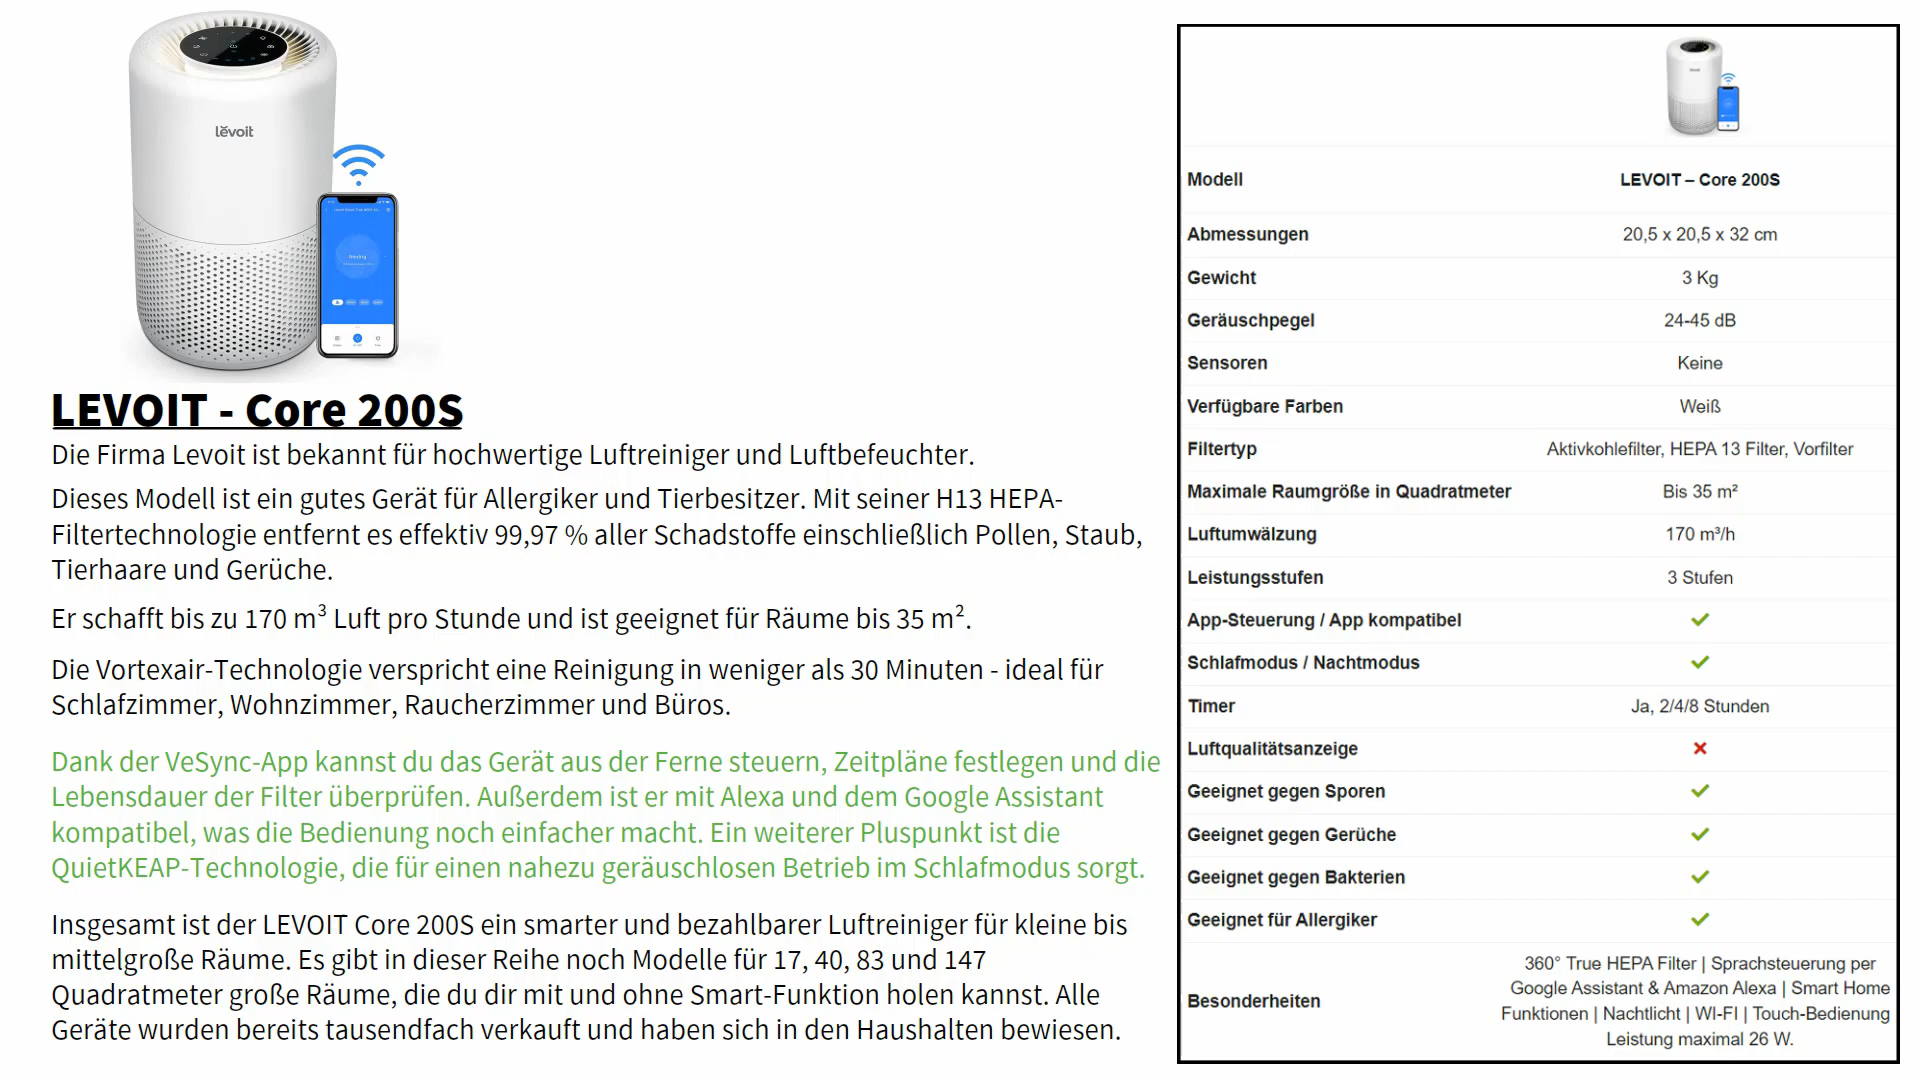 levoit
LEVOIT - Core 200S
Die Firma Levoit ist bekannt für hochwertige Luftreiniger und Luftbefeuchter.
Dieses Modell ist ein gutes Gerät für Allergiker und Tierbesitzer. Mit seiner H13 HEPA-
Filtertechnologie entfernt es effektiv 99,97 % aller Schadstoffe einschließlich Pollen, Staub,
Tierhaare und Gerüche.
Er schafft bis zu 170 m³ Luft pro Stunde und ist geeignet für Räume bis 35 m².
Die Vortexair-Technologie verspricht eine Reinigung in weniger als 30 Minuten - ideal für
Schlafzimmer, Wohnzimmer, Raucherzimmer und Büros.
Dank der VeSync-App kannst du das Gerät aus der Ferne steuern, Zeitpläne festlegen und die
Lebensdauer der Filter überprüfen. Außerdem ist er mit Alexa und dem Google Assistant
kompatibel, was die Bedienung noch einfacher macht. Ein weiterer Pluspunkt ist die
QuietKEAP-Technologie, die für einen nahezu geräuschlosen Betrieb im Schlafmodus sorgt.
Insgesamt ist der LEVOIT Core 200S ein smarter und bezahlbarer Luftreiniger für kleine bis
mittelgroße Räume. Es gibt in dieser Reihe noch Modelle für 17, 40, 83 und 147
Quadratmeter große Räume, die du dir mit und ohne Smart-Funktion holen kannst. Alle
Geräte wurden bereits tausendfach verkauft und haben sich in den Haushalten bewiesen.
Modell LEVOIT – Core 200S
Abmessungen 20,5 x 20,5 x 32 cm
Gewicht 3 Kg
Geräuschpegel 24-45 dB
Sensoren Keine
Verfügbare Farben Weiß
Filtertyp Aktivkohlefilter, HEPA 13 Filter, Vorfilter
Maximale Raumgröße in Quadratmeter Bis 35 m²
Luftumwälzung 170 m³/h
Leistungsstufen 3 Stufen
App-Steuerung / App kompatibel
Schlafmodus / Nachtmodus
Timer Ja, 2/4/8 Stunden
Luftqualitätsanzeige
Geeignet gegen Sporen
Geeignet gegen Gerüche
Geeignet gegen Bakterien
Geeignet für Allergiker
Besonderheiten
360° True HEPA Filter | Sprachsteuerung per
Google Assistant & Amazon Alexa | Smart Home
Funktionen | Nachtlicht | WI-FI | Touch-Bedienung
Leistung maximal 26 W.